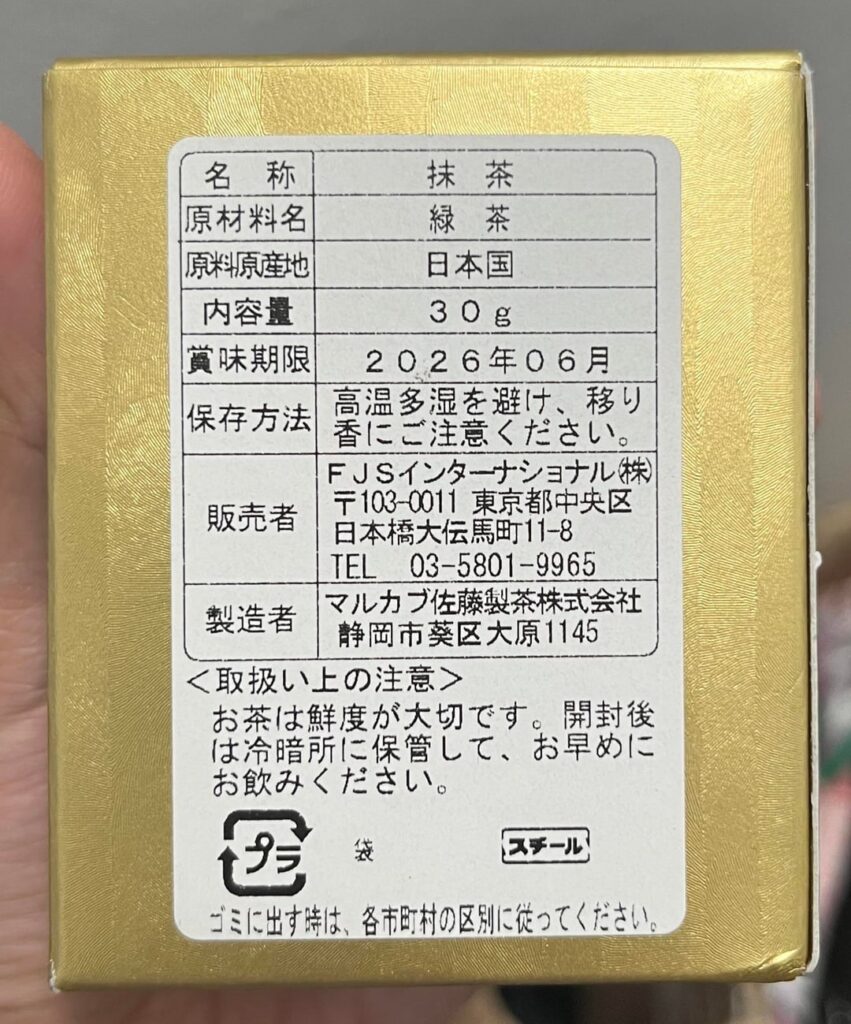 名 称 抹 茶
原材料名 緑 茶
原料原産地 日本国
内容量 30g
賞味期限 2026年06月
保存方法 高温多湿を避け、移り
香にご注意ください。
販売者 FJSインターナショナル㈱
〒103-0011 東京都中央区
日本橋大伝馬町11-8
TEL 03-5801-9965
製造者 マルカブ佐藤製茶株式会社
静岡市葵区大原1145
<取扱い上の注意>
お茶は鮮度が大切です。開封後
は冷暗所に保管して、お早めに
お飲みください。
プラ 袋 スチール
ゴミに出す時は、各市町村の区別に従ってください。